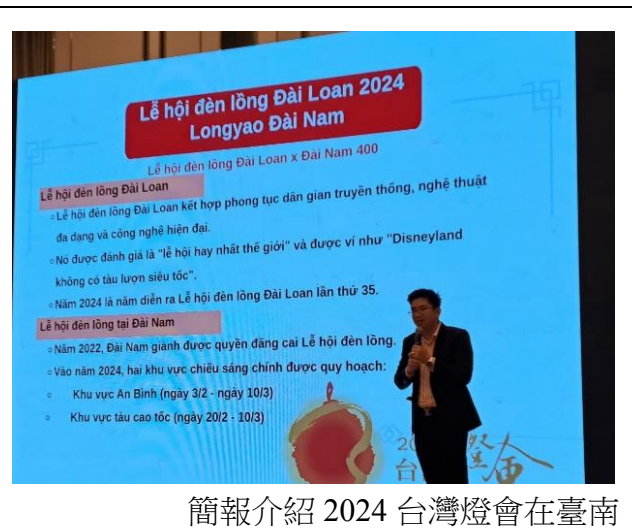 Lễ hội đèn lồng Đài Loan 2024
Longyao Đài Nam
Lễ hội đèn lồng Đài Loan x Đài Nam 400
Lễ hội đèn lồng Đài Loan
Lễ hội đèn lồng Đài Loan kết hợp phong tục dân gian truyền thống, nghệ thuật
đa dạng và công nghệ hiện đại.
Nó được đánh giá là "lễ hội hay nhất thế giới" và được ví như "Disneyland
không có tàu lượn siêu tốc".
Năm 2024 là năm diễn ra Lễ hội đèn lồng Đài Loan lần thứ 35.
Lễ hội đèn lồng tại Đài Nam
Năm 2022, Đài Nam giành được quyền đăng cai Lễ hội đèn lồng.
Vào năm 2024, hai khu vực chiếu sáng chính được quy hoạch:
Khu vực An Bình (ngày 3/2 - ngày 10/3)
Khu vực tàu cao tốc (ngày 20/2 - 10/3)
20
台 燈會
簡報介紹 2024 台灣燈會在臺南